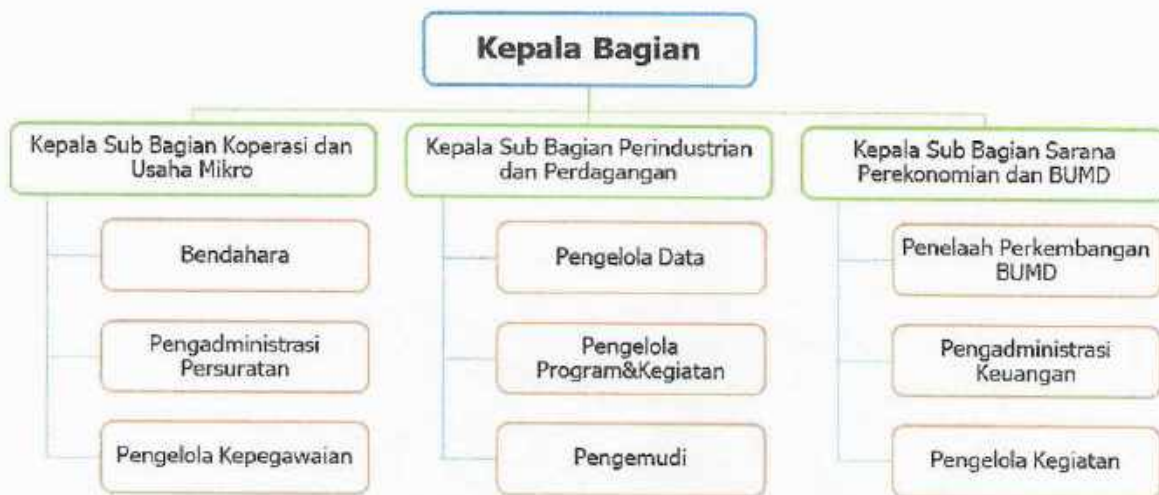 Kepala Bagian
Kepala Sub Bagian Koperasi dan
Usaha Mikro
Bendahara
Pengadministrasi
Persuratan
Pengelola Kepegawaian
Kepala Sub Bagian Perindustrian
dan Perdagangan
Pengelola Data
Pengelola
Program&Kegiatan
Pengemudi
Kepala Sub Bagian Sarana
Perekonomian dan BUMD
Penelaah Perkembangan
BUMD
Pengadministrasi
Keuangan
Pengelola Kegiatan